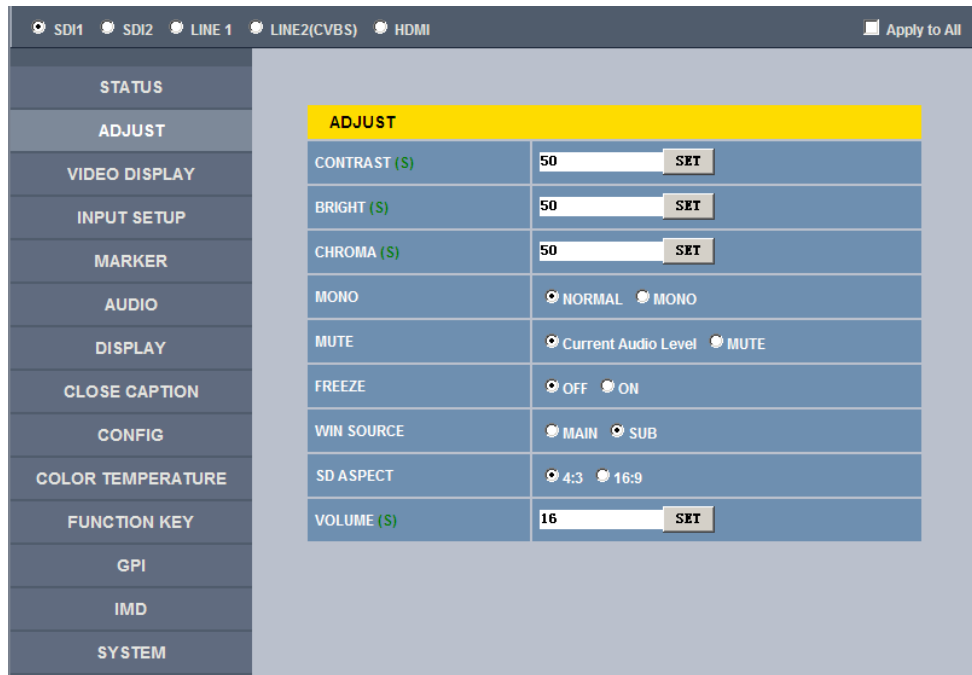 SDI1 SDI2 LINE 1 LINE2(CVBS) HDMI Apply to All
STATUS
ADJUST
VIDEO DISPLAY
INPUT SETUP
MARKER
AUDIO
DISPLAY
CLOSE CAPTION
CONFIG
COLOR TEMPERATURE
FUNCTION KEY
GPI
IMD
SYSTEM
ADJUST
CONTRAST (S) 50 SET
BRIGHT (S) 50 SET
CHROMA (S) 50 SET
MONO NORMAL MONO
MUTE Current Audio Level MUTE
FREEZE OFF ON
WIN SOURCE MAIN SUB
SD ASPECT 4:3 16:9
VOLUME (S) 16 SET